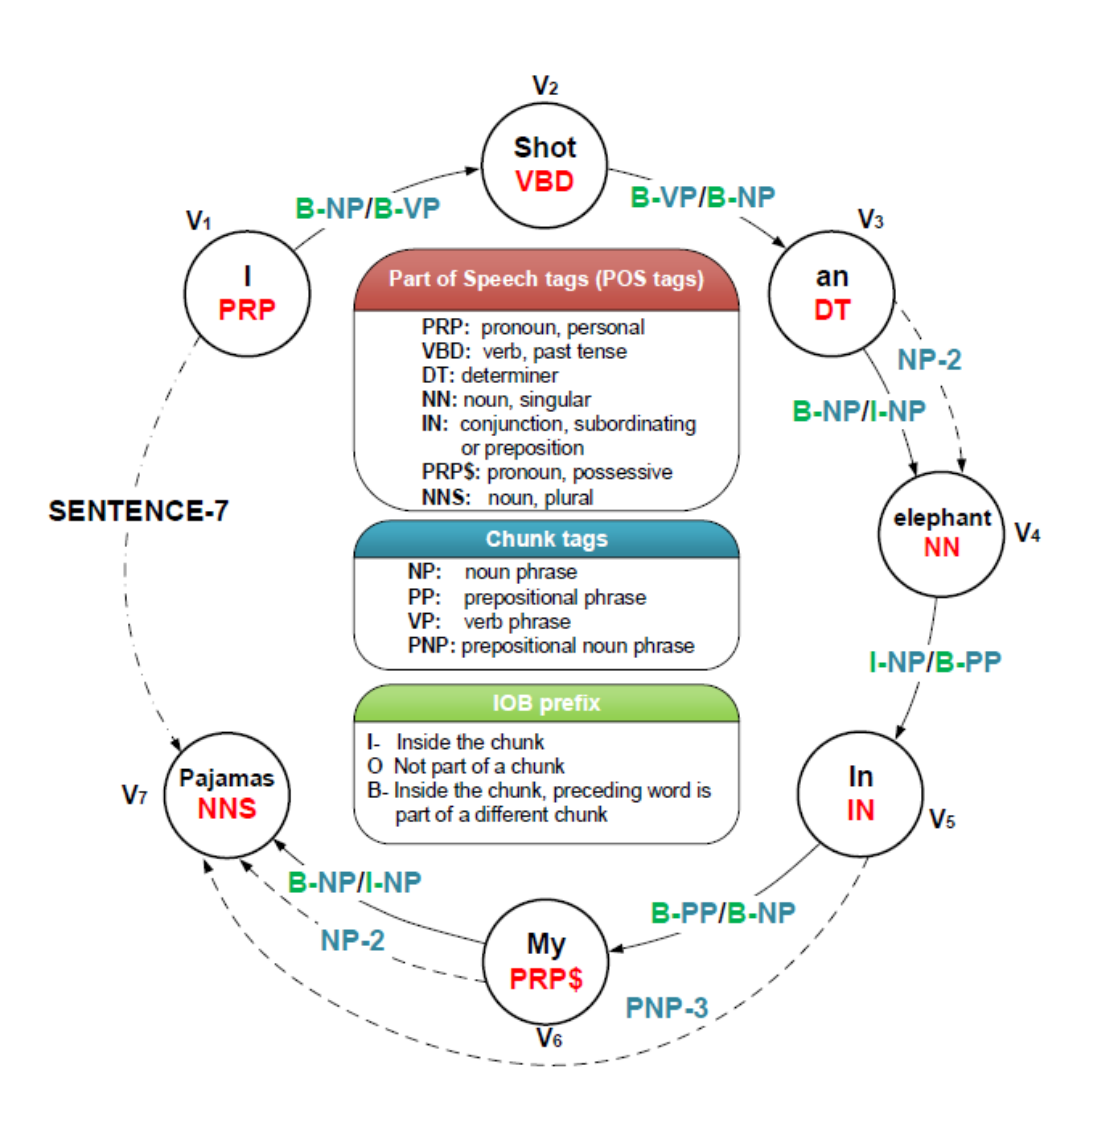 V2
Shot
VBD
B-NP/B-VP
B-VP/B-NP
V1
V3
I
PRP
an
DT
Part of Speech tags (POS tags)
PRP: pronoun, personal
VBD: verb, past tense
DT: determiner
NN: noun, singular
IN: conjunction, subordinating
or preposition
PRP$: pronoun, possessive
NNS: noun, plural
NP-2
B-NP/I-NP
SENTENCE-7
elephant
NN
V4
Chunk tags
NP: noun phrase
PP: prepositional phrase
VP: verb phrase
PNP: prepositional noun phrase
I-NP/B-PP
IOB prefix
I- Inside the chunk
O Not part of a chunk
B- Inside the chunk, preceding word is
part of a different chunk
Pajamas
NNS
V7
In
IN
V5
B-NP/I-NP
NP-2
B-PP/B-NP
My
PRP$
V6
PNP-3